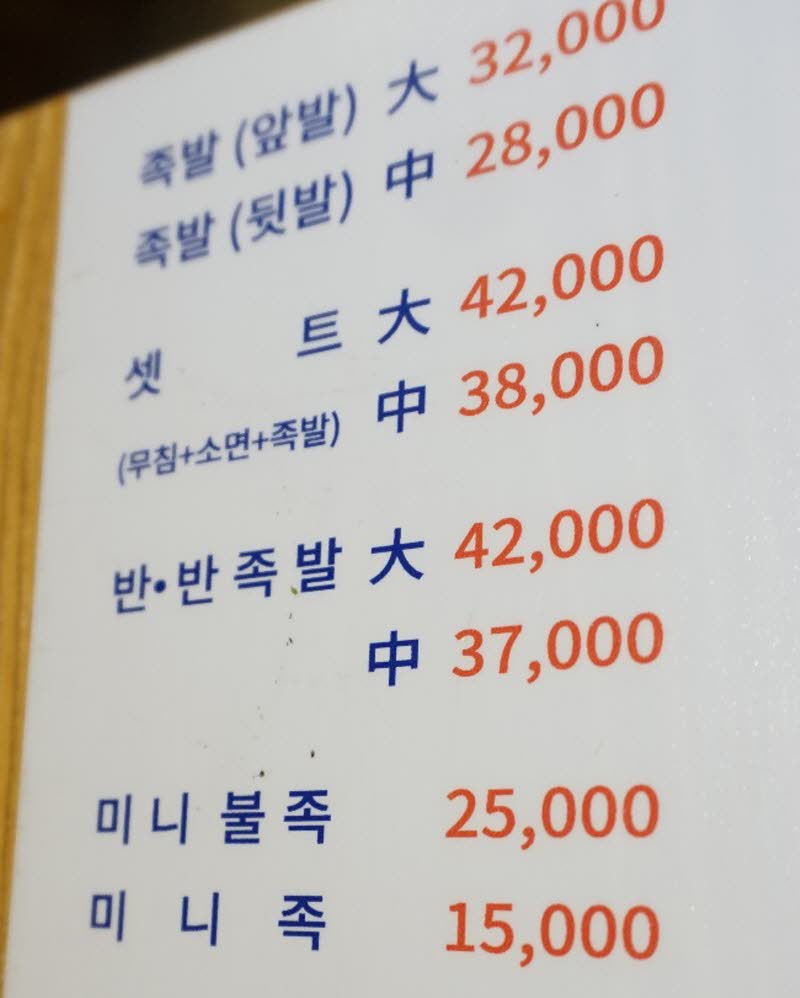 족발 (앞발) 大 32,000
족발 (뒷발) 中 28,000
셋 트 大 42,000
(무침+소면+족발) 中 38,000
반•반 족 발 大 42,000
中 37,000
미 니 불 족 25,000
미 니 족 15,000